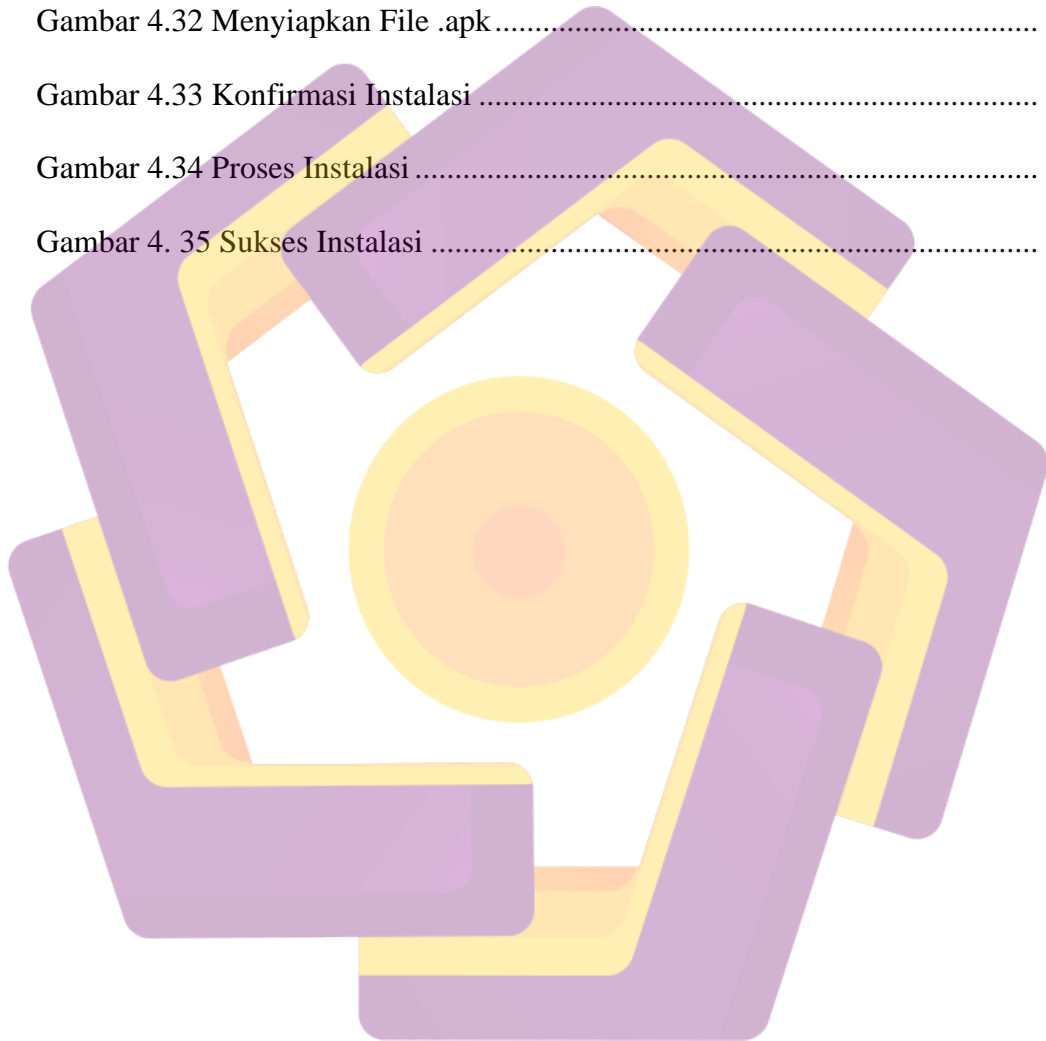 Gambar 4.32 Menyiapkan File .apk..................................................................
Gambar 4.33 Konfirmasi Instalasi ....................................................................
Gambar 4.34 Proses Instalasi............................................................................
Gambar 4. 35 Sukses Instalasi ..........................................................................